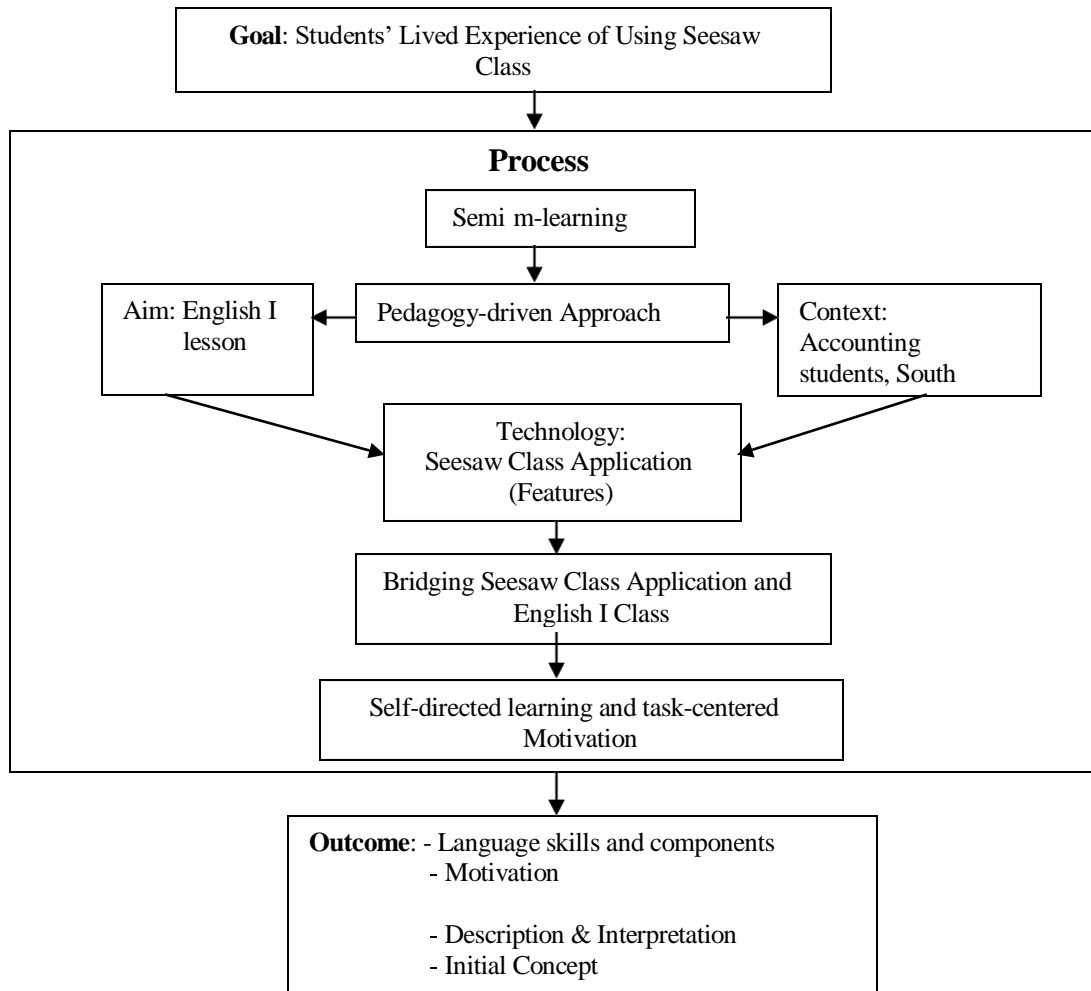 Goal: Students’ Lived Experience of Using Seesaw
Class
Process
Semi m-learning
Aim: English I
lesson
Pedagogy-driven Approach
Context:
Accounting
students, South
Technology:
Seesaw Class Application
(Features)
Bridging Seesaw Class Application and
English I Class
Self-directed learning and task-centered
Motivation
Outcome: - Language skills and components
- Motivation
- Description & Interpretation
- Initial Concept